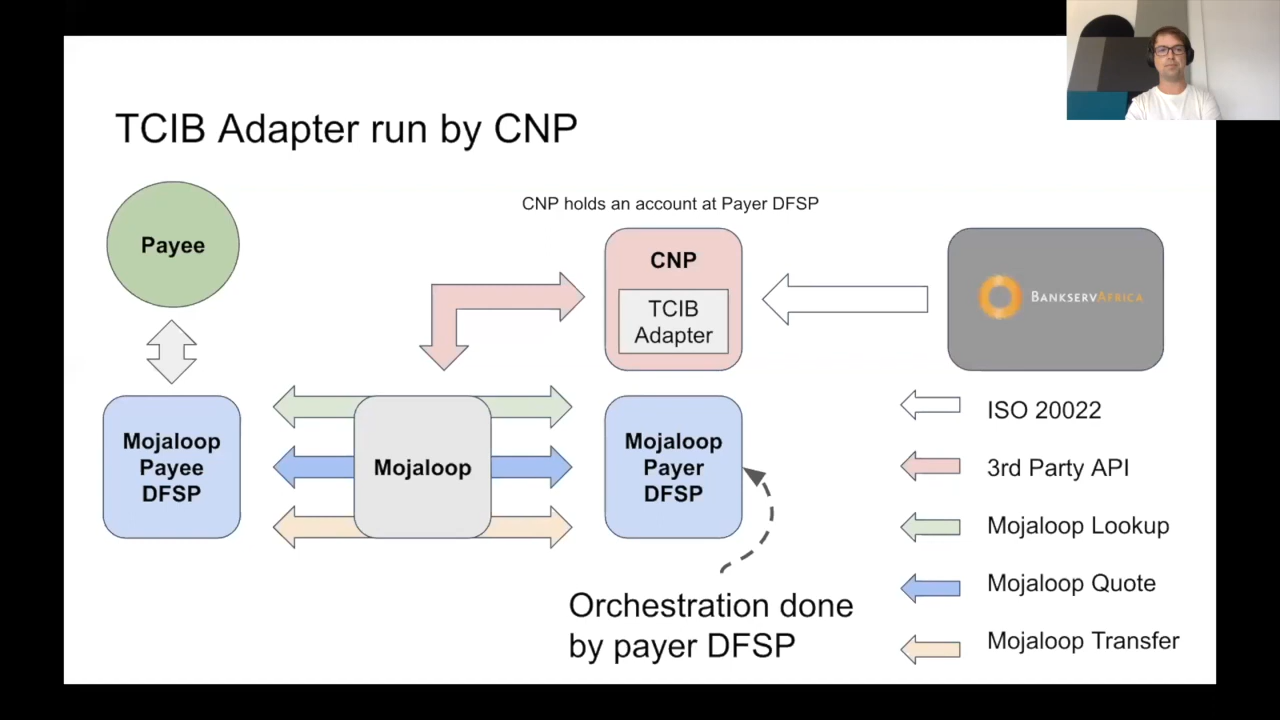 TCIB Adapter run by CNP
Payee
CNP holds an account at Payer DFSP
CNP
TCIB
Adapter
BANKSERVAFRICA
Mojaloop
Payee
DFSP
Mojaloop
Mojaloop
Payer
DFSP
Orchestration done
by payer DFSP
ISO 20022
3rd Party API
Mojaloop Lookup
Mojaloop Quote
Mojaloop Transfer